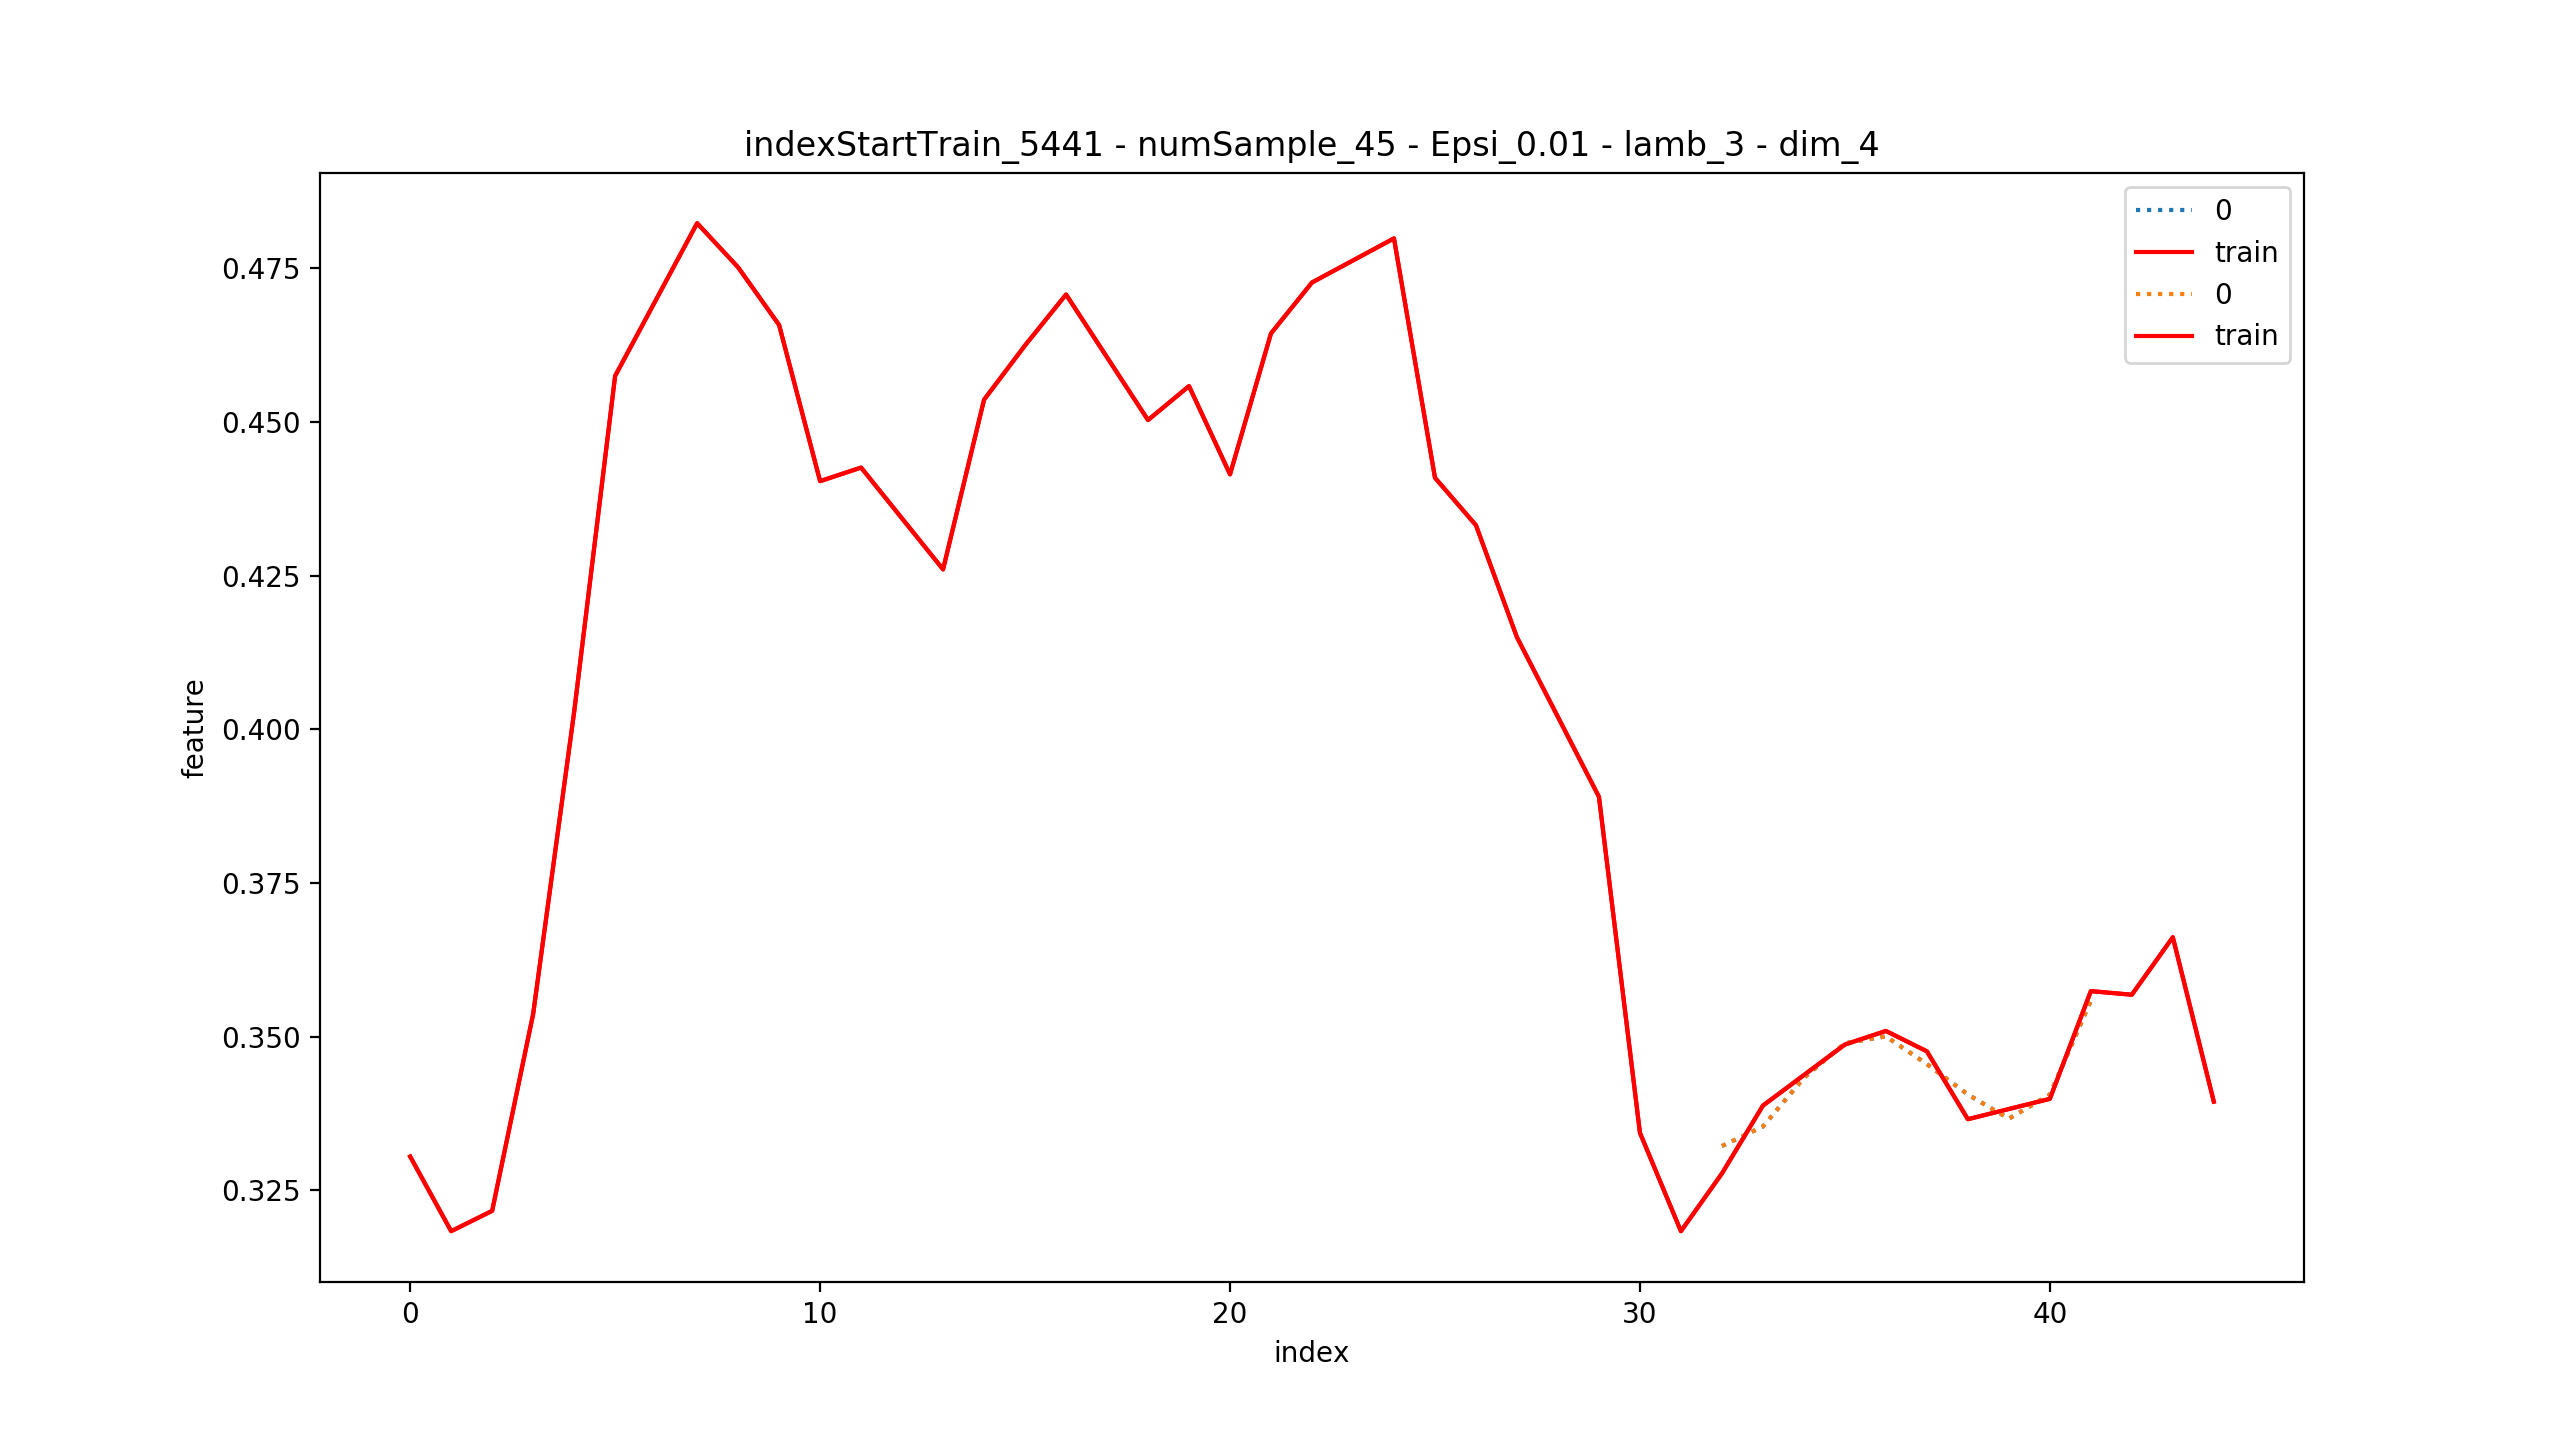 indexStartTrain_5441 - numSample_45 - Epsi_0.01 - lamb_3 - dim_4
0
train
0
train
0.475
0.450
0.425
0.400
0.375
0.350
0.325
feature
0 10 20 30 40
index